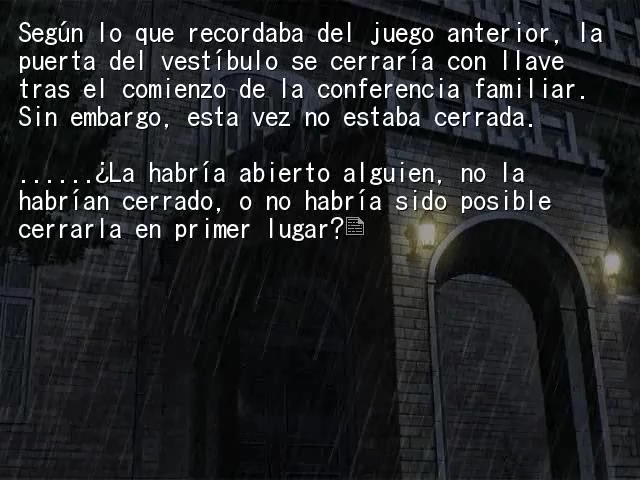 Según lo que recordaba del juego anterior, la
puerta del vestíbulo se cerraría con llave
tras el comienzo de la conferencia familiar.
Sin embargo, esta vez no estaba cerrada.
......¿La habría abierto alguien, no la
habrían cerrado, o no habría sido posible
cerrarla en primer lugar?